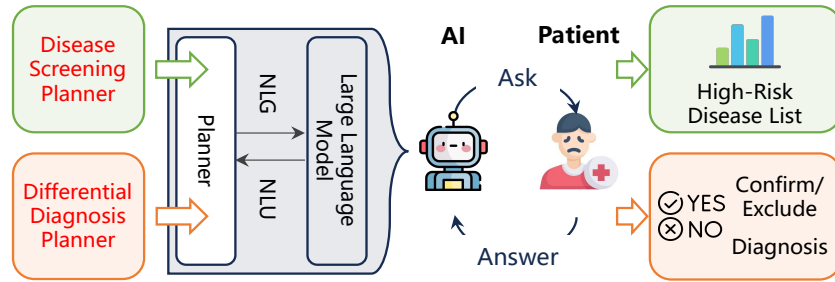 Disease
Screening
Planner
Differential
Diagnosis
Planner
Planner
NLG
NLU
Large Language
Model
AI
Patient
Ask
Answer
High-Risk
Disease List
YES
NO
Confirm/
Exclude
Diagnosis